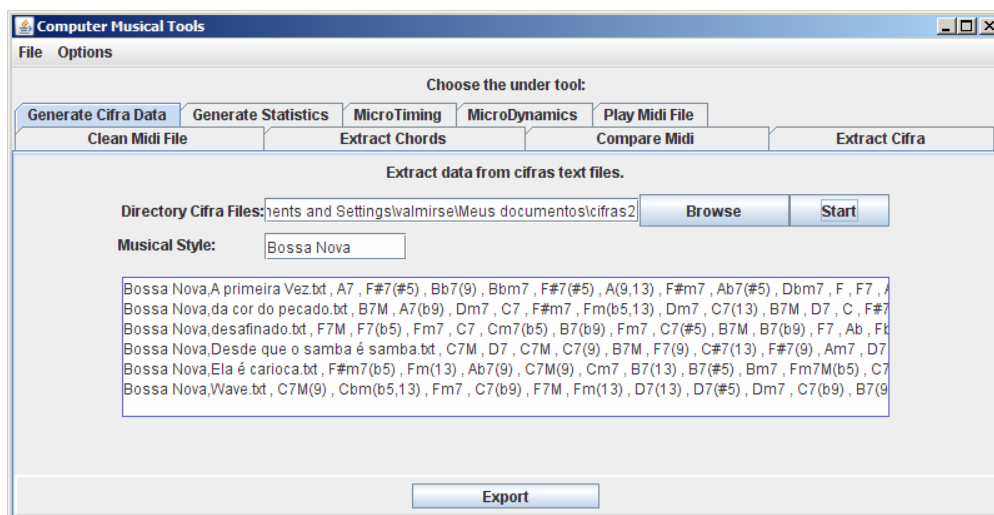 Computer Musical Tools
File Options
Choose the under tool:
Generate Cifra Data Generate Statistics MicroTiming MicroDynamics Play Midi File
Clean Midi File Extract Chords Compare Midi Extract Cifra
Extract data from cifras text files.
Directory Cifra Files: nents and Settings\valmirse\Meus documentos\cifras2 Browse Start
Musical Style: Bossa Nova
Bossa Nova,A primeira Vez.txt , A7 , F#7(#5) , Bb7(9) , Bbm7 , F#7(#5) , A(9,13) , F#m7 , Ab7(#5) , Dbm7 , F , F7 ,
Bossa Nova,da cor do pecado.txt , B7M , A7(b9) , Dm7 , C7 , F#m7 , Fm(b5,13) , Dm7 , C7(13) , B7M , D7 , C , F#7
Bossa Nova,desafinado.txt , F7M , F7(b5) , Fm7 , C7 , Cm7(b5) , B7(b9) , Fm7 , C7(#5) , B7M , B7(b9) , F7 , Ab ,
Bossa Nova,Desde que o samba é samba.txt , C7M , D7 , C7M , C7(9) , B7M , F7(9) , C#7(13) , F#7(9) , Am7 , D7
Bossa Nova,Ela é carioca.txt , F#m7(b5) , Fm(13) , Ab7(9) , C7M(9) , Cm7 , B7(13) , B7(#5) , Bm7 , Fm7M(b5) , C7
Bossa Nova,Wave.txt , C7M(9) , Cbm(b5,13) , Fm7 , C7(b9) , F7M , Fm(13) , D7(13) , D7(#5) , Dm7 , C7(b9) , B7(9
Export